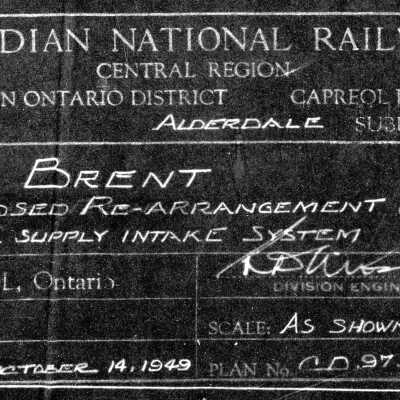 DIAN NATIONAL RAIL
CENTRAL REGION
N ONTARIO DISTRICT CAPREOL
ALDERDALE SUB
BRENT
OSED RE-ARRANGEMENT
SUPPLY INTAKE SYSTEM
L, Ontario
DIVISION ENGIN
SCALE: AS SHOWN
OCTOBER 14, 1949 PLAN No. C.D. 97